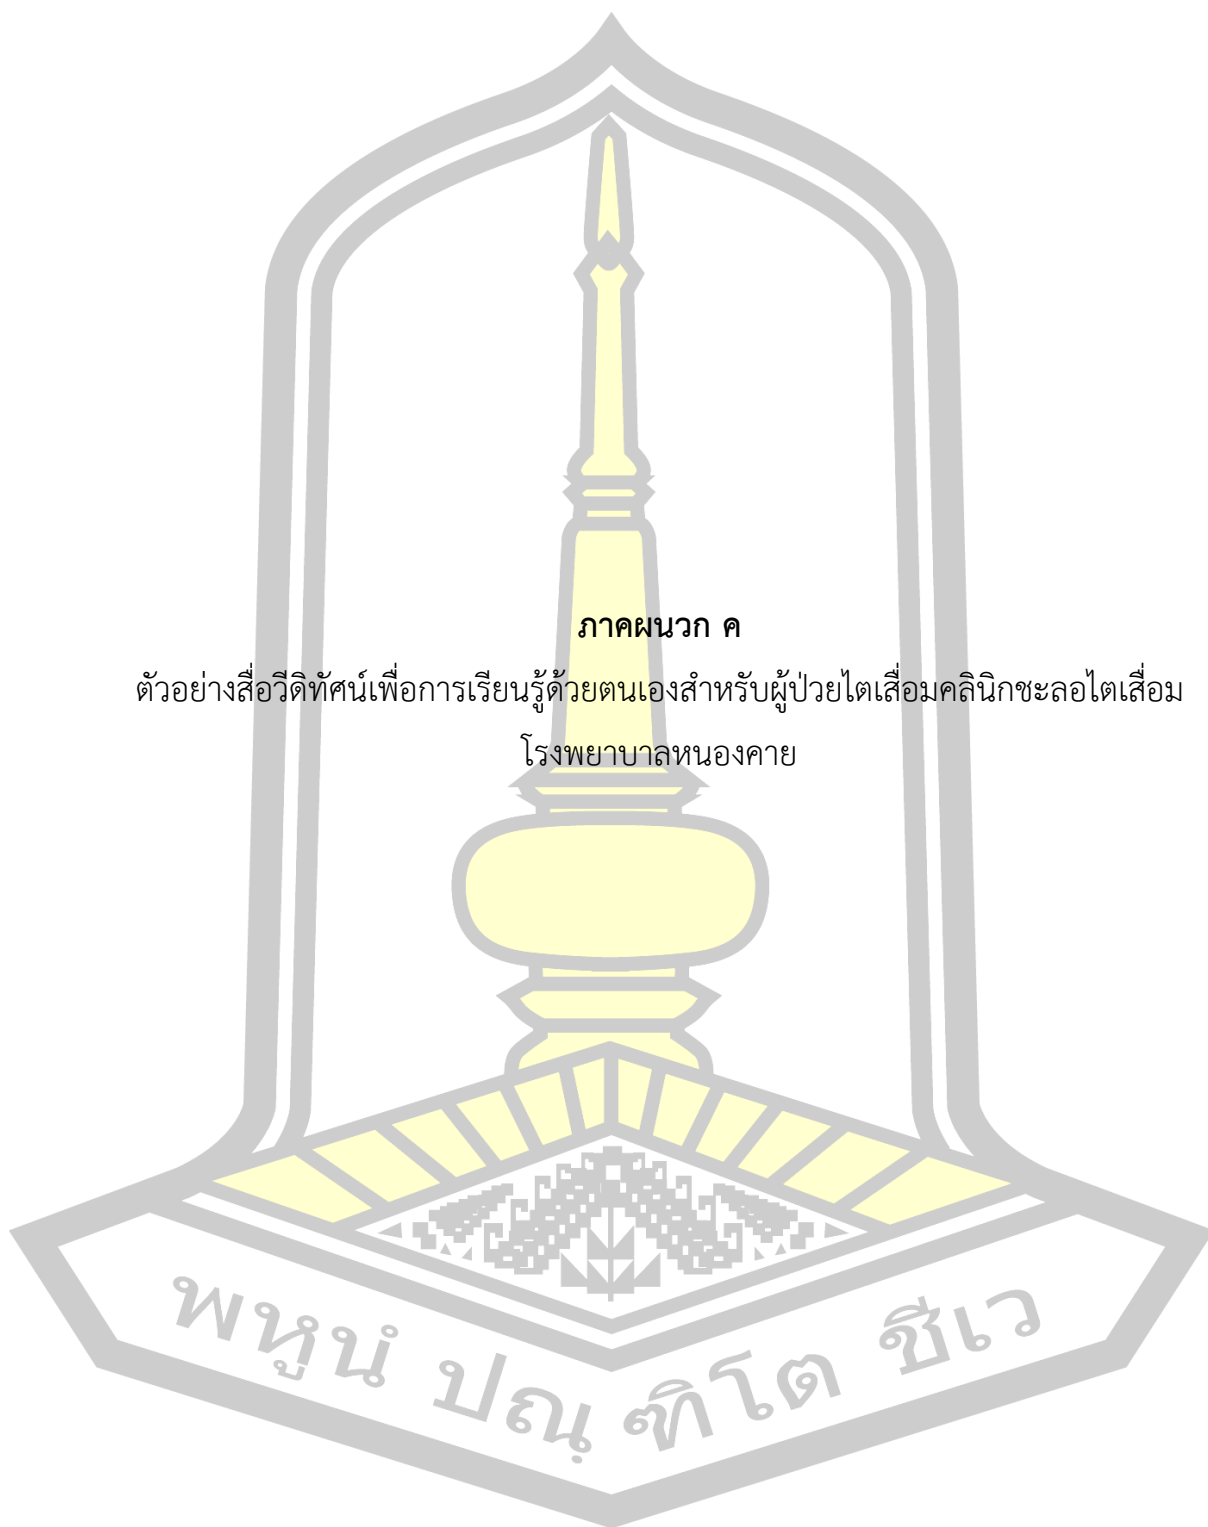 ภาคผนวก ค
ตัวอย่างสื่อวีดิทัศน์เพื่อการเรียนรู้ด้วยตนเองสำหรับผู้ป่วยไตเสื่อมคลินิกชะลอไตเสื่อม
โรงพยาบาลหนองคาย
พหูนํ ปณฺ ฑิโต ชีเว